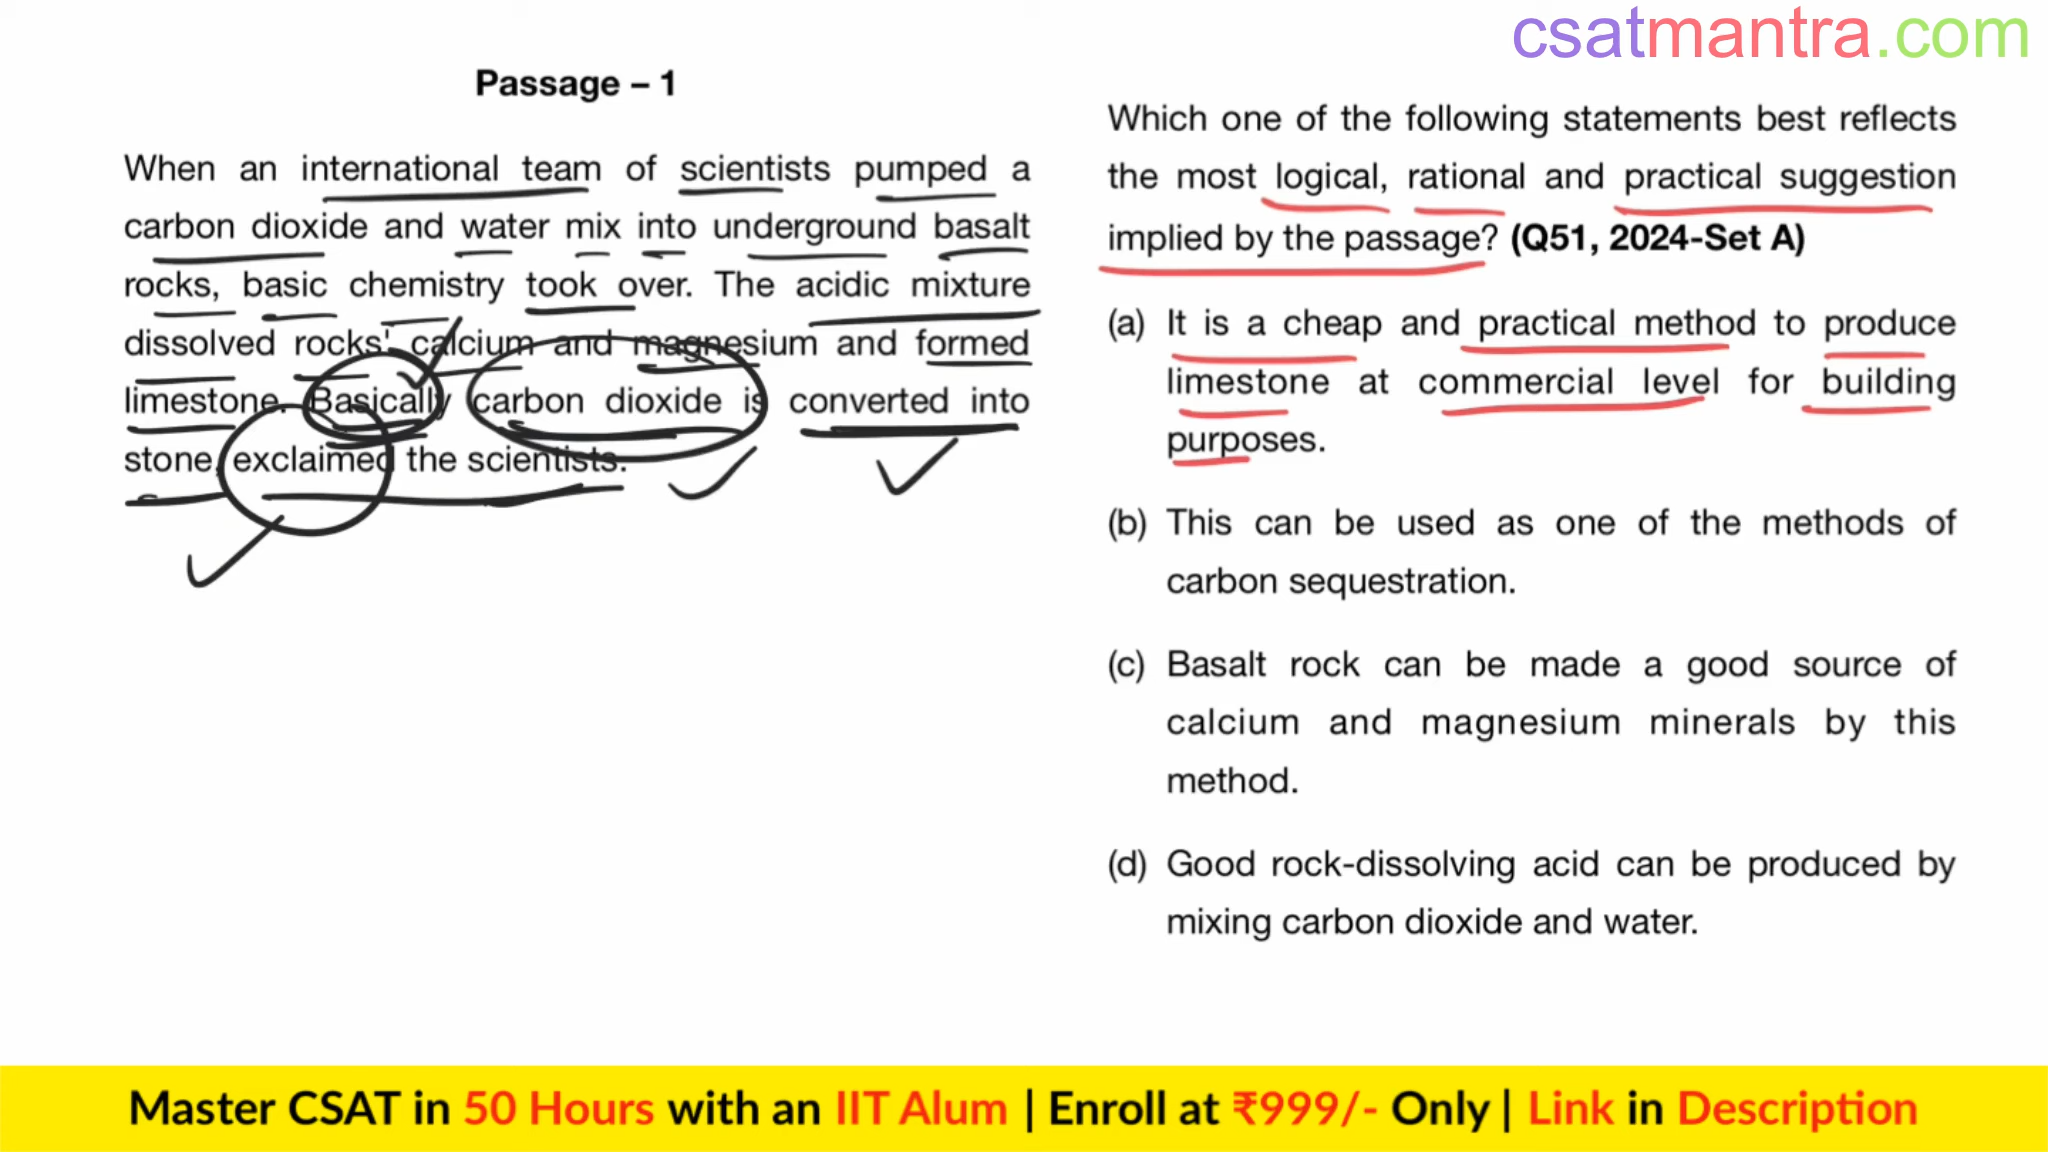 csatmantra.com
Passage – 1
When an international team of scientists pumped a
carbon dioxide and water mix into underground basalt
rocks, basic chemistry took over. The acidic mixture
dissolved rocks' calcium and magnesium and formed
limestone. Basically carbon dioxide is converted into
stone, exclaimed the scientists.
Which one of the following statements best reflects
the most logical, rational and practical suggestion
implied by the passage? (Q51, 2024-Set A)
(a) It is a cheap and practical method to produce
limestone at commercial level for building
purposes.
(b) This can be used as one of the methods of
carbon sequestration.
(c) Basalt rock can be made a good source of
calcium and magnesium minerals by this
method.
(d) Good rock-dissolving acid can be produced by
mixing carbon dioxide and water.
Master CSAT in 50 Hours with an IIT Alum | Enroll at ₹999/- Only | Link in Description